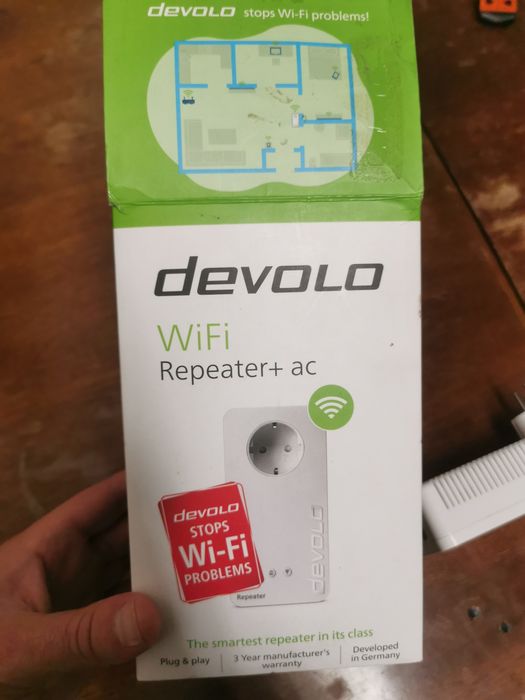 devolo stops Wi-Fi problems!
devolo
WiFi
Repeater+ ac
devolo
STOPS
Wi-Fi
PROBLEMS
devolo
Repeater
The smartest repeater in its class
Plug & play | 3 Year manufacturer's warranty | Developed in Germany